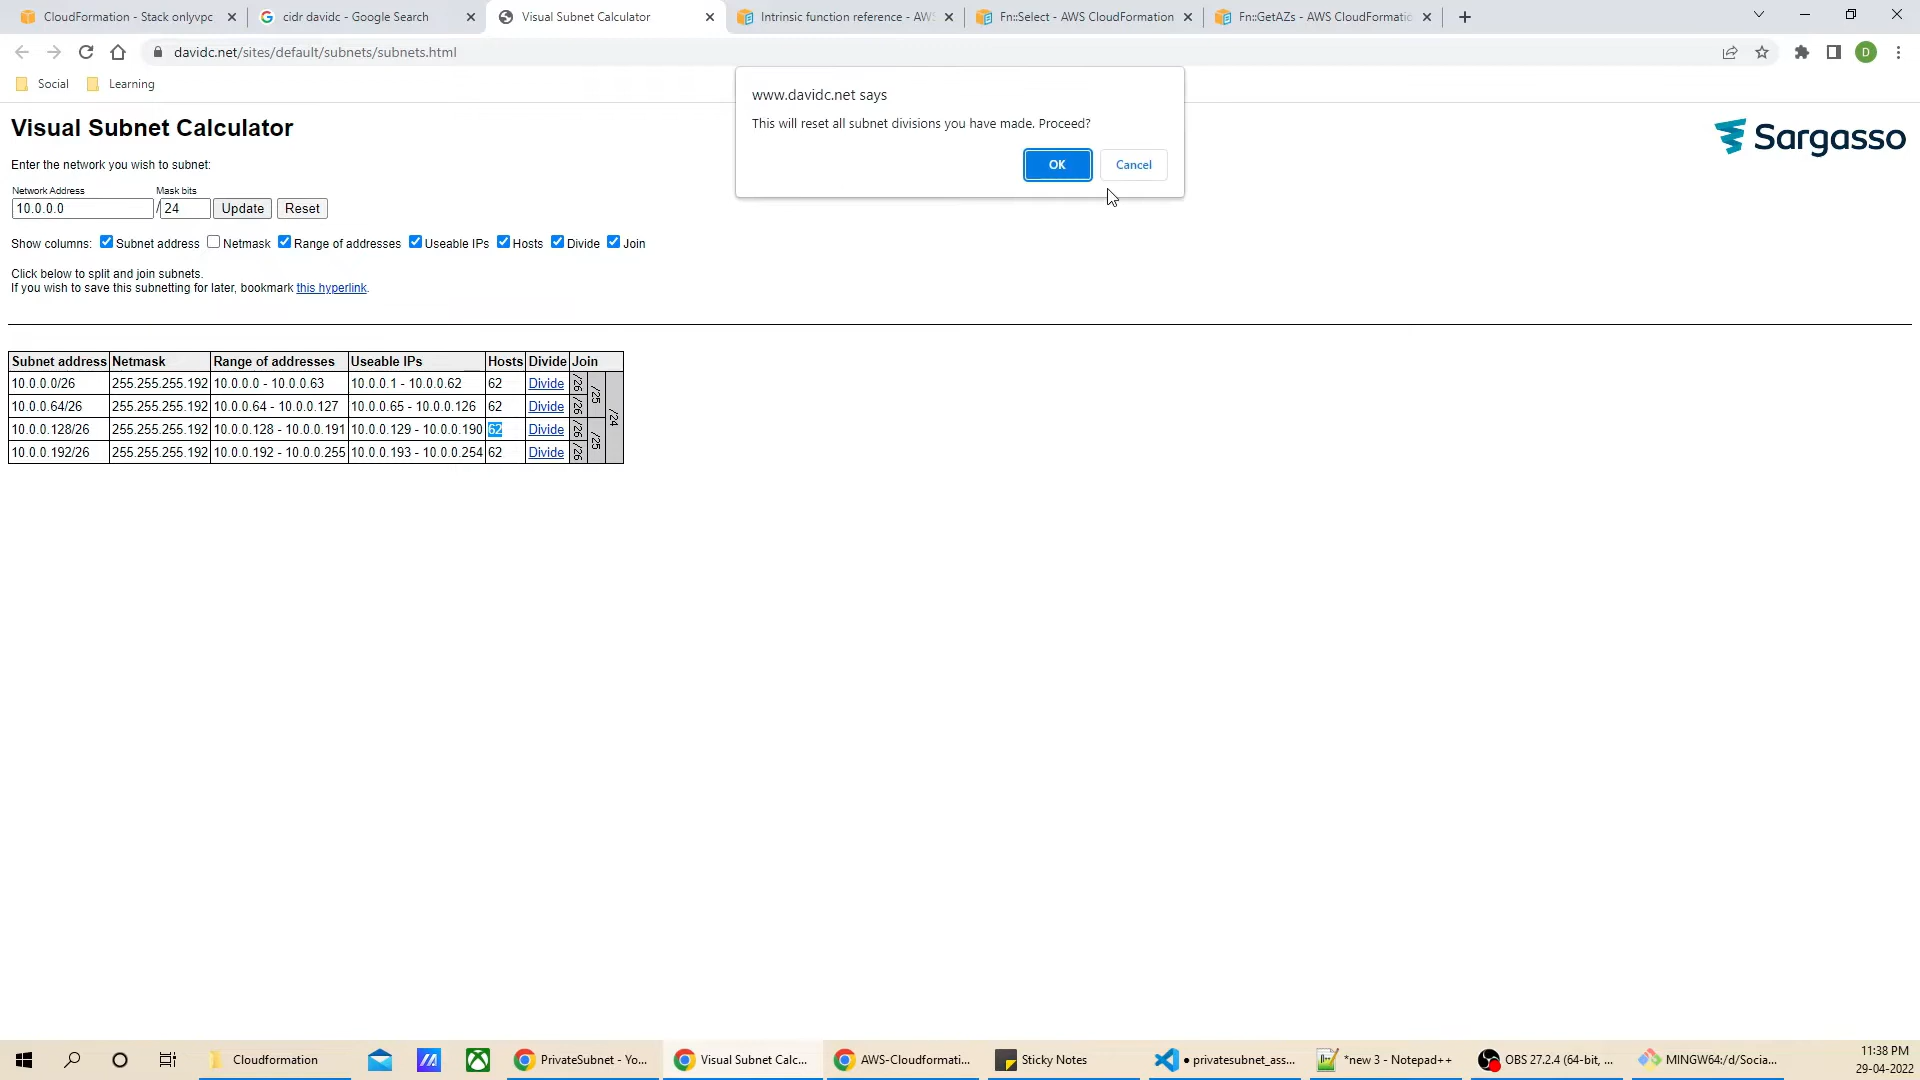 CloudFormation - Stack onlyvpc
cidr davidc - Google Search
Visual Subnet Calculator
Intrinsic function reference - AWS
Fn::Select - AWS CloudFormation
Fn::GetAZs - AWS CloudFormatic
davidc.net/sites/default/subnets/subnets.html
D
Social
Learning
www.davidc.net says
This will reset all subnet divisions you have made. Proceed?
OK
Cancel
Visual Subnet Calculator
Sargasso
Enter the network you wish to subnet:
Network Address Mask bits
10.0.0.0 / 24 Update Reset
Show columns: Subnet address Netmask Range of addresses Useable IPs Hosts Divide Join
Click below to split and join subnets.
If you wish to save this subnetting for later, bookmark this hyperlink.
Subnet address Netmask Range of addresses Useable IPs Hosts Divide Join
10.0.0.0/26 255.255.255.192 10.0.0.0 - 10.0.0.63 10.0.0.1 - 10.0.0.62 62 Divide /26
10.0.0.64/26 255.255.255.192 10.0.0.64 - 10.0.0.127 10.0.0.65 - 10.0.0.126 62 Divide /26
/25
10.0.0.128/26 255.255.255.192 10.0.0.128 - 10.0.0.191 10.0.0.129 - 10.0.0.190 62 Divide /26
10.0.0.192/26 255.255.255.192 10.0.0.192 - 10.0.0.255 10.0.0.193 - 10.0.0.254 62 Divide /26
/25
/24
Cloudformation
PrivateSubnet - Yo...
Visual Subnet Calc...
AWS-Cloudformati...
Sticky Notes
● privatesubnet_ass...
*new 3 - Notepad++
OBS 27.2.4 (64-bit, ...
MINGW64:/d/Socia...
11:38 PM
29-04-2022